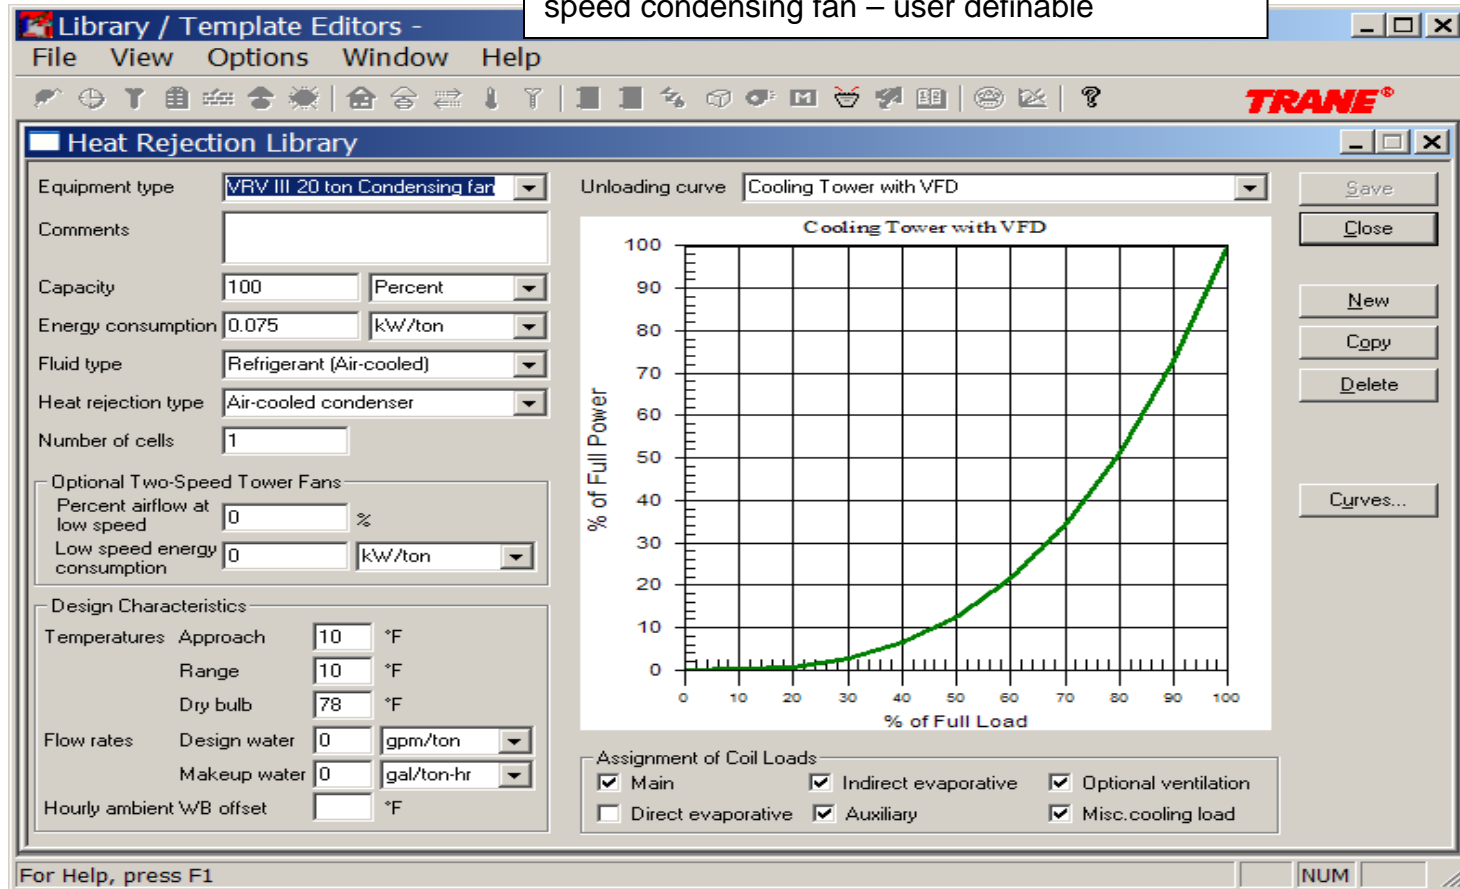 speed condensing fan – user definable
Library / Template Editors -
File View Options Window Help
TRANE®
Heat Rejection Library
Equipment type VRV III 20 ton Condensing fan
Unloading curve Cooling Tower with VFD
Save
Comments
Close
Capacity 100 Percent
New
Energy consumption 0.075 kW/ton
Copy
Fluid type Refrigerant (Air-cooled)
Delete
Heat rejection type Air-cooled condenser
Number of cells 1
Curves...
Optional Two-Speed Tower Fans
Percent airflow at
low speed 0 %
Low speed energy
consumption 0 kW/ton
Design Characteristics
Temperatures Approach 10 °F
Range 10 °F
Dry bulb 78 °F
Flow rates Design water 0 gpm/ton
Makeup water 0 gal/ton-hr
Hourly ambient WB offset °F
Cooling Tower with VFD
% of Full Power
100
90
80
70
60
50
40
30
20
10
0
0 10 20 30 40 50 60 70 80 90 100
% of Full Load
Assignment of Coil Loads
Main Indirect evaporative Optional ventilation
Direct evaporative Auxiliary Misc.cooling load
For Help, press F1
NUM